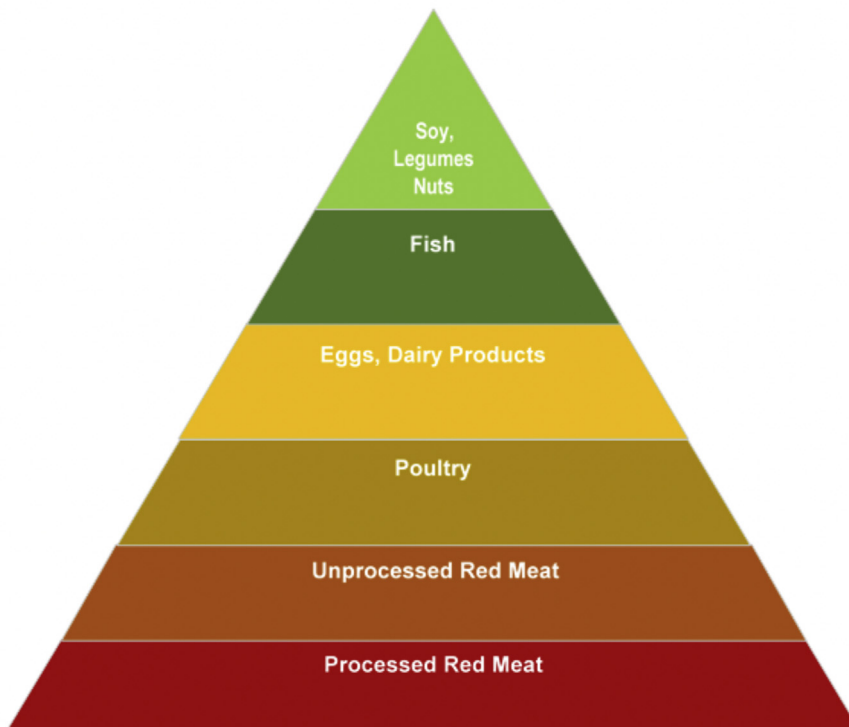 Soy,
Legumes
Nuts
Fish
Eggs, Dairy Products
Poultry
Unprocessed Red Meat
Processed Red Meat